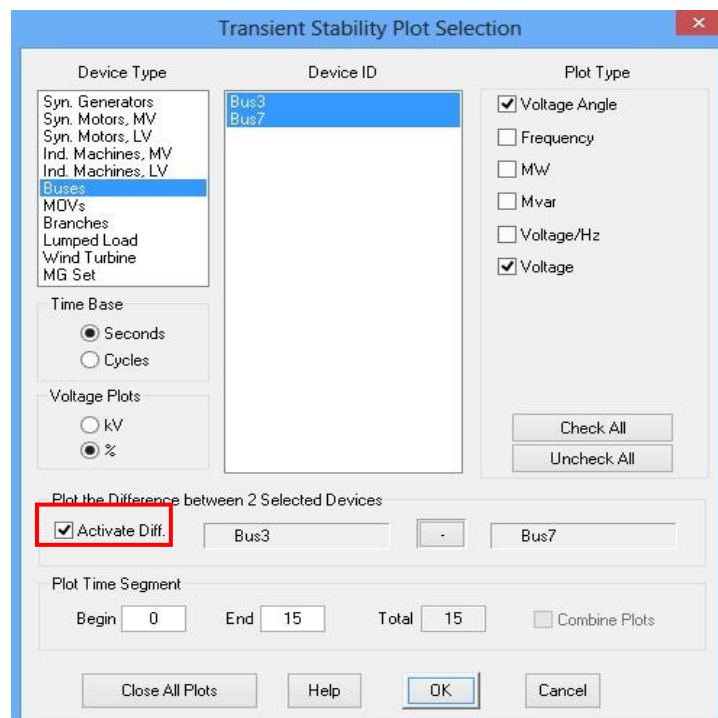 Transient Stability Plot Selection
Device Type
Device ID
Plot Type
Syn. Generators
Syn. Motors, MV
Syn. Motors, LV
Ind. Machines, MV
Ind. Machines, LV
Buses
MOVs
Branches
Lumped Load
Wind Turbine
MG Set
Bus3
Bus7
Voltage Angle
Frequency
MW
Mvar
Voltage/Hz
Voltage
Time Base
Seconds
Cycles
Voltage Plots
kV
%
Check All
Uncheck All
Plot the Difference between 2 Selected Devices
Activate Diff. Bus3 - Bus7
Plot Time Segment
Begin 0 End 15 Total 15 Combine Plots
Close All Plots Help OK Cancel